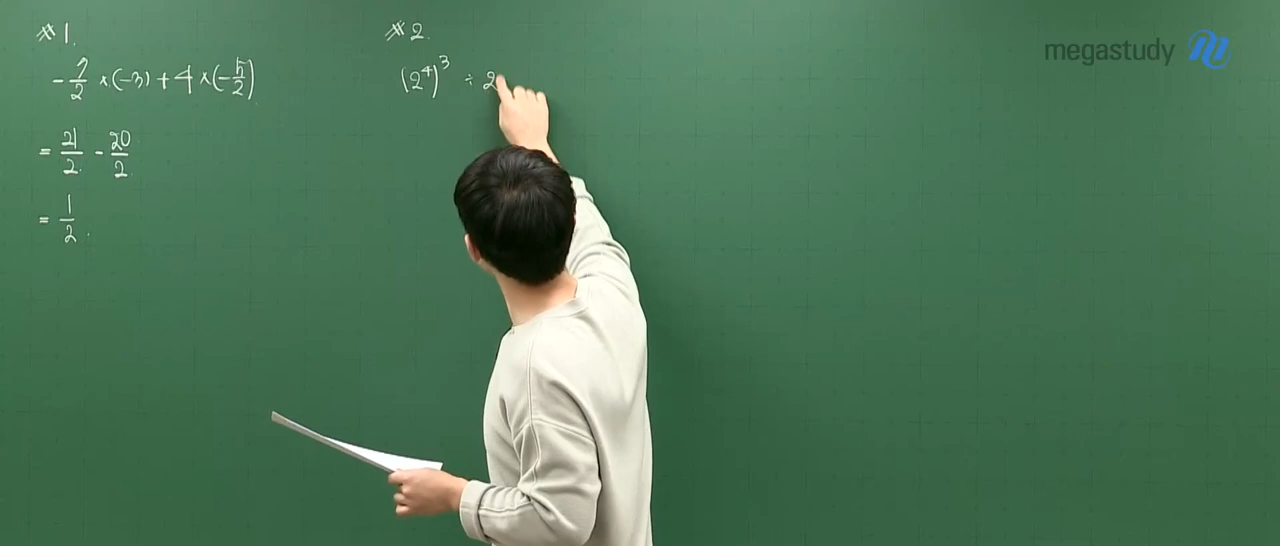 #1.
-7/2 × (-3) + 4 × (-5/2)
= 21/2 - 20/2
= 1/2.
#2.
(2⁴)³ ÷ 2
megastudy